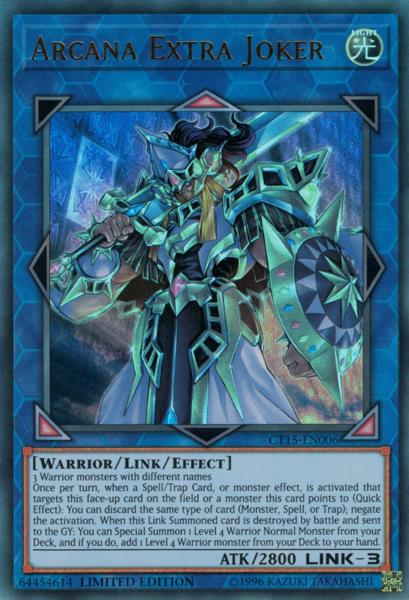 ARCANA EXTRA JOKER
LIGHT
光
CT15-EN006
[WARRIOR/LINK/EFFECT]
3 Warrior monsters with different names
Once per turn, when a Spell/Trap Card, or monster effect, is activated that
targets this face-up card on the field or a monster this card points to (Quick
Effect): You can discard the same type of card (Monster, Spell, or Trap); negate
the activation. When this Link Summoned card is destroyed by battle and sent
to the GY: You can Special Summon 1 Level 4 Warrior Normal Monster from your
Deck, and if you do, add 1 Level 4 Warrior monster from your Deck to your hand.
ATK/2800 LINK-3
64454614 LIMITED EDITION ©1996 KAZUKI TAKAHASHI